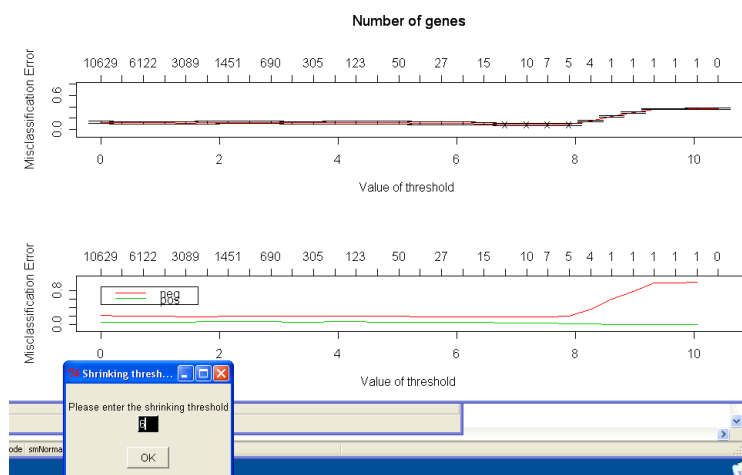 Number of genes
10629 6122 3089 1451 690 305 123 50 27 15 10 7 5 4 1 1 1 1 0
Misclassification Error
0.6
0.0
0 2 4 6 8 10
Value of threshold
10629 6122 3089 1451 690 305 123 50 27 15 10 7 5 4 1 1 1 1 0
Misclassification Error
0.8
0.0
neg
pos
0 2 4 6 8 10
Value of threshold
Shrinking thresh...
Please enter the shrinking threshold
6
OK
ode smNorma